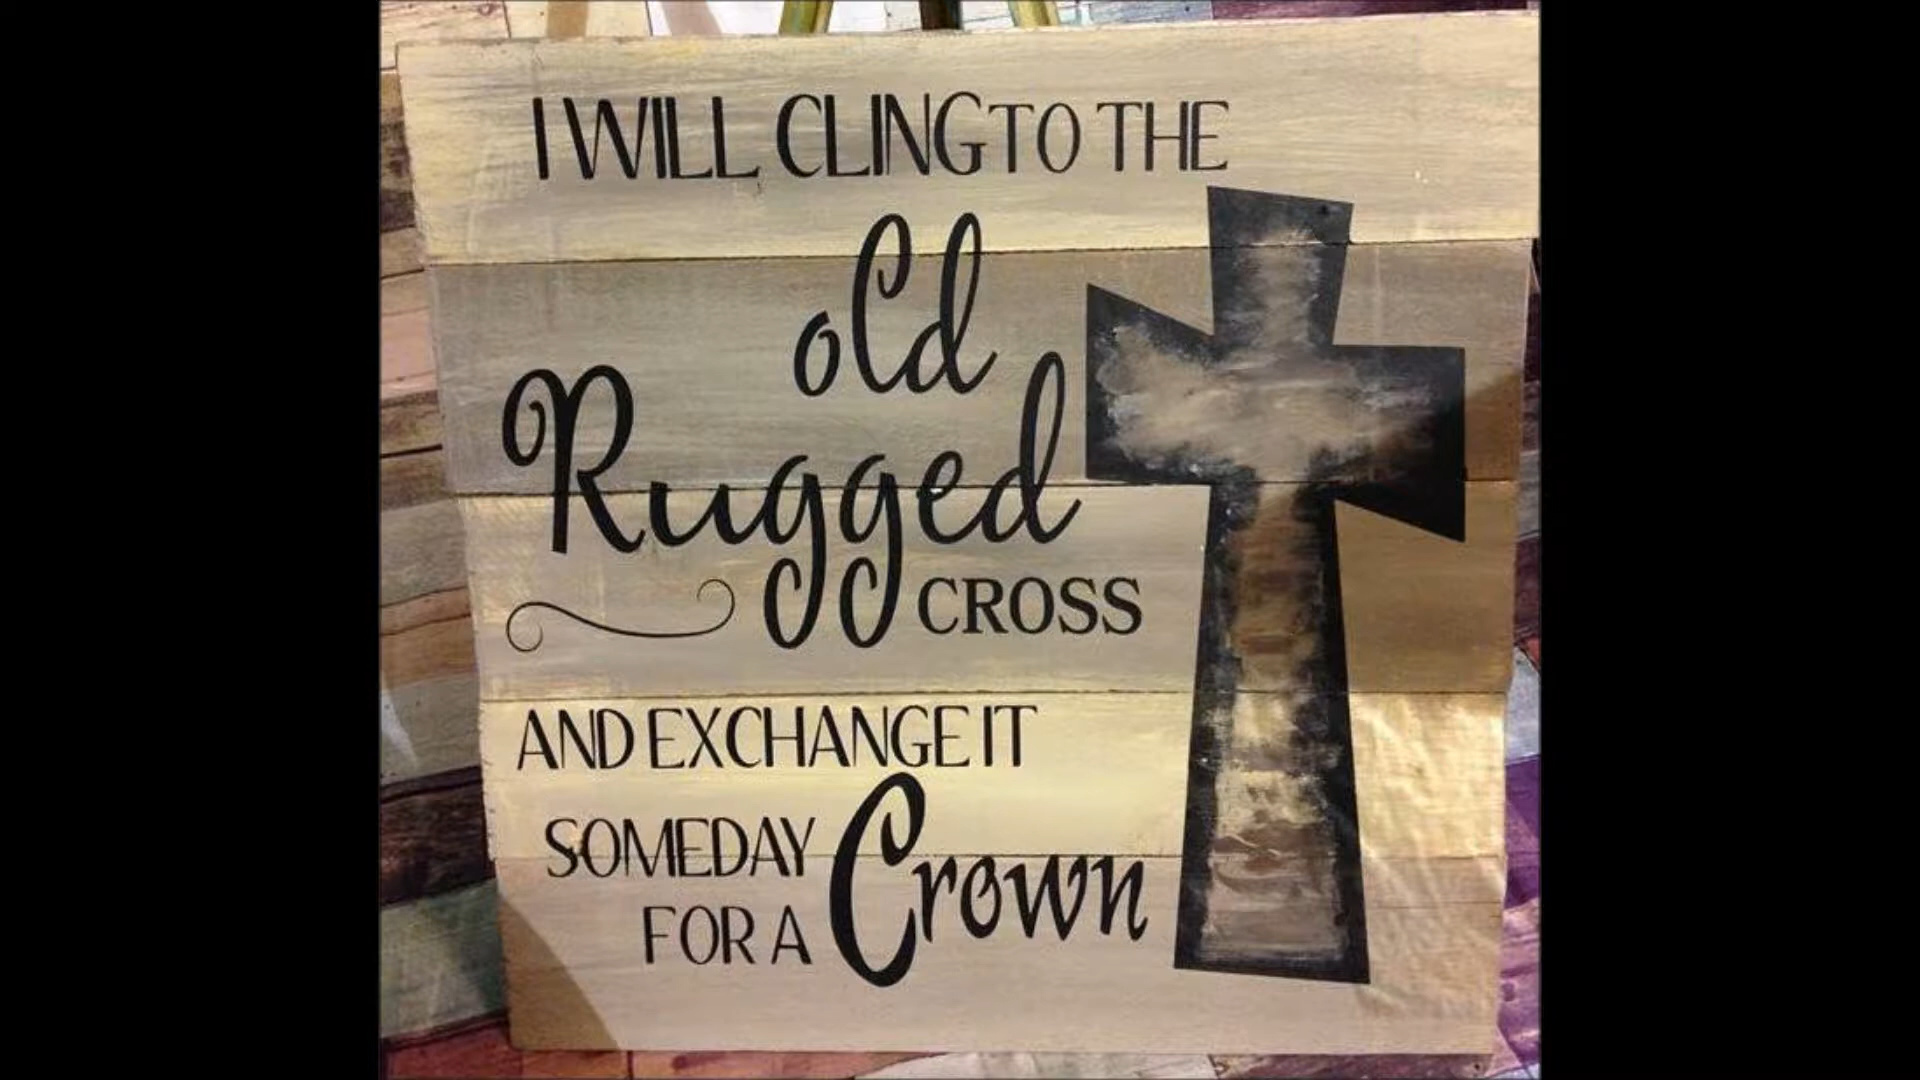 I WILL CLING TO THE
old
Rugged
CROSS
AND EXCHANGE IT
SOMEDAY
FOR A Crown